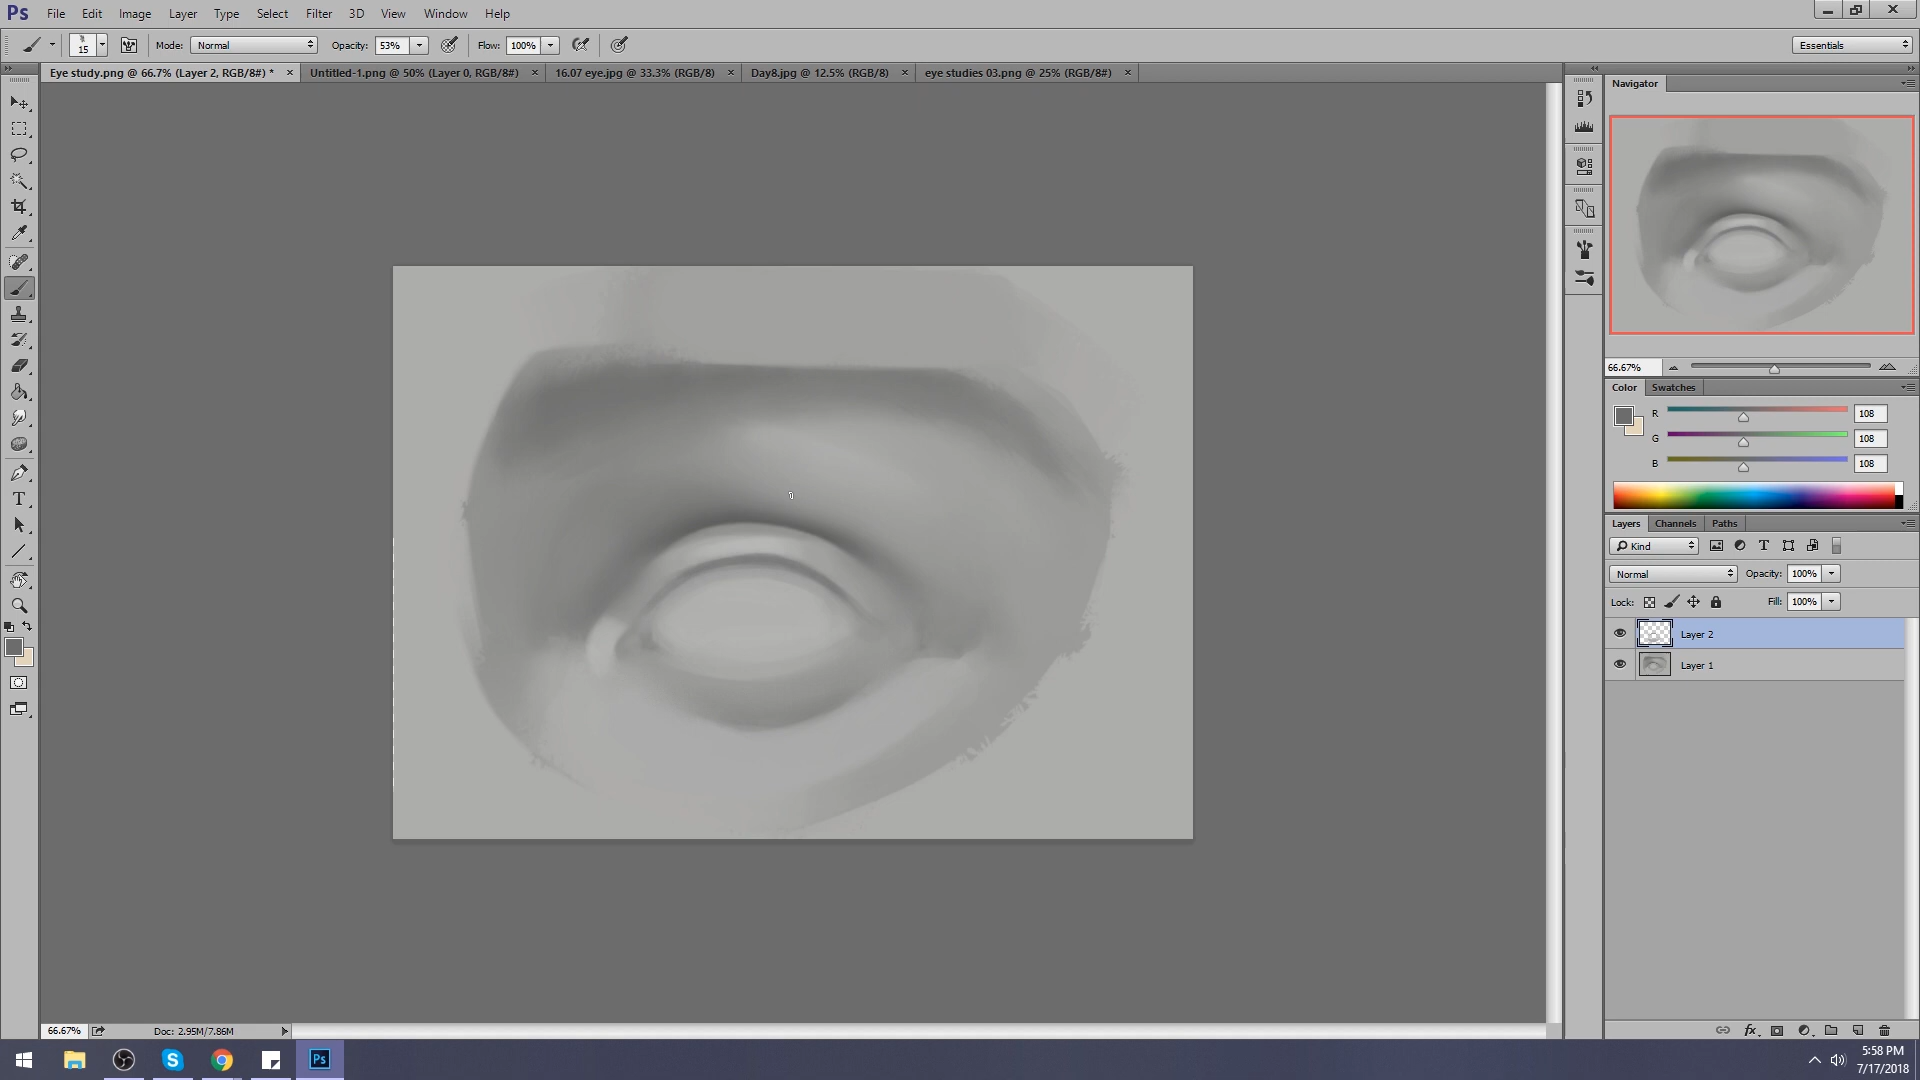 Ps File Edit Image Layer Type Select Filter 3D View Window Help
15 Mode: Normal Opacity: 53% Flow: 100% Essentials
Eye study.png @ 66.7% (Layer 2, RGB/8#) * × Untitled-1.png @ 50% (Layer 0, RGB/8#) × 16.07 eye.jpg @ 33.3% (RGB/8) × Day8.jpg @ 12.5% (RGB/8) × eye studies 03.png @ 25% (RGB/8#) ×
Navigator
66.67%
Color Swatches
R 108
G 108
B 108
Layers Channels Paths
Kind
Normal Opacity: 100%
Lock: Fill: 100%
Layer 2
Layer 1
T
fx
66.67% Doc: 2.95M/7.86M
Ps
5:58 PM
7/17/2018